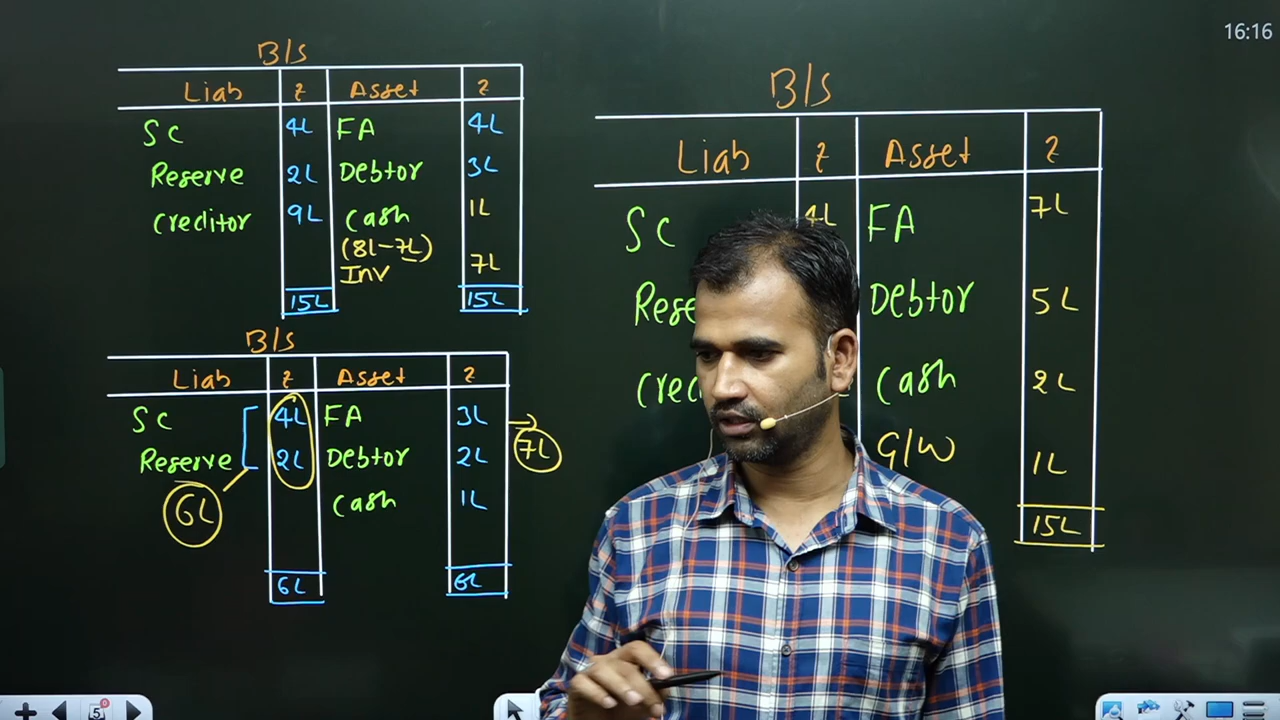 16:16
B/S
Liab ₹ Asset ₹
SC 4L FA 4L
Reserve 2L Debtor 3L
Creditor 9L Cash 1L
(8L-7L)
Inv 7L
15L 15L
B/S
Liab ₹ Asset ₹
SC 4L FA 3L
Reserve 2L Debtor 2L
Cash 1L
6L
7L
6L 6L
B/S
Liab ₹ Asset ₹
SC 4L FA 7L
Debtor 5L
Cash 2L
G/W 1L
15L
5